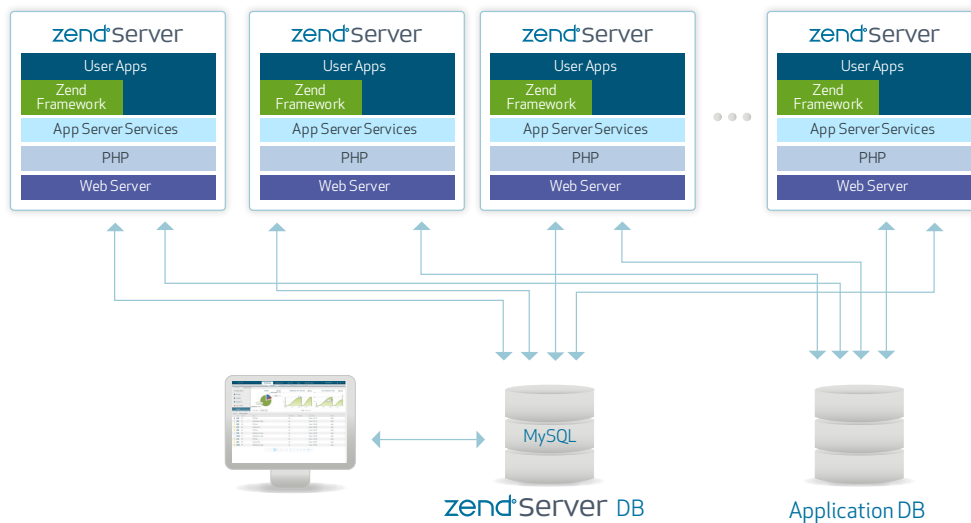 zend Server
User Apps
Zend
Framework
App Server Services
PHP
Web Server
zend Server
User Apps
Zend
Framework
App Server Services
PHP
Web Server
zend Server
User Apps
Zend
Framework
App Server Services
PHP
Web Server
zend Server
User Apps
Zend
Framework
App Server Services
PHP
Web Server
MySQL
zend Server DB
Application DB